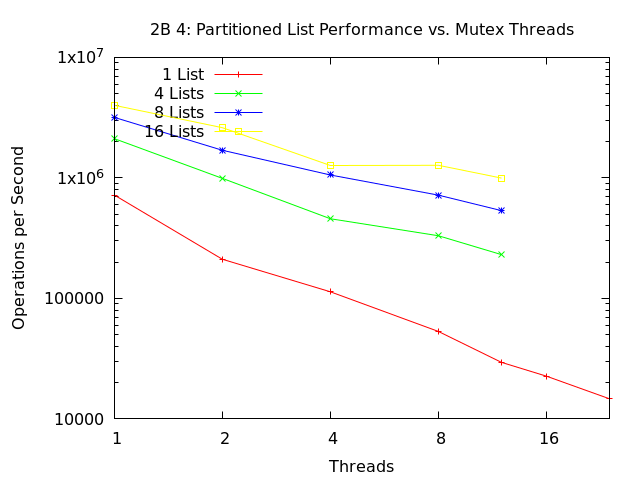 2B 4: Partitioned List Performance vs. Mutex Threads
1x10^7
1 List
4 Lists
8 Lists
16 Lists
1x10^6
Operations per Second
100000
10000
1 2 4 8 16
Threads